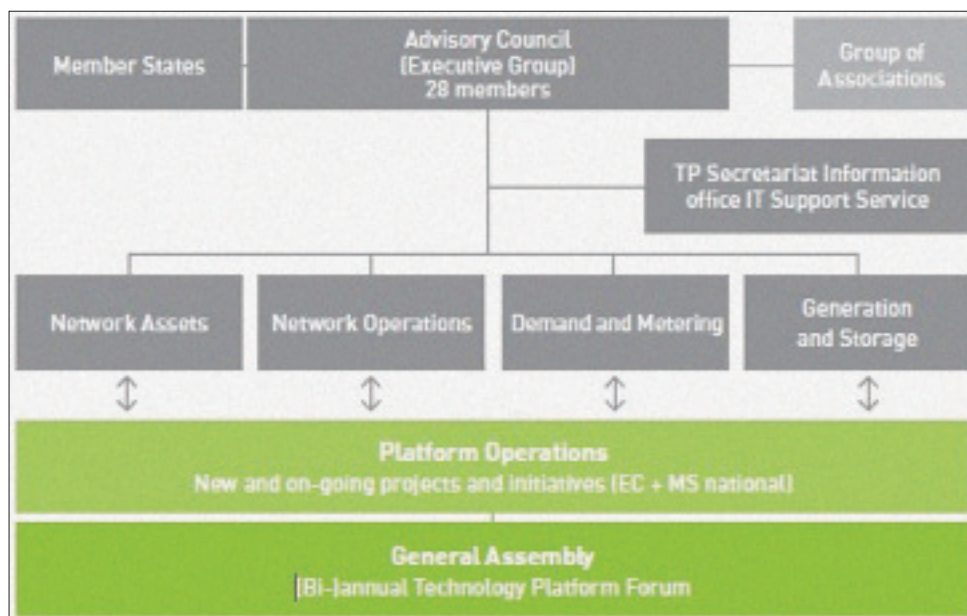 Member States
Advisory Council
(Executive Group)
28 members
Group of
Associations
TP Secretariat Information
office IT Support Service
Network Assets
Network Operations
Demand and Metering
Generation
and Storage
Platform Operations
New and on-going projects and initiatives (EC + MS national)
General Assembly
(Bi-)annual Technology Platform Forum